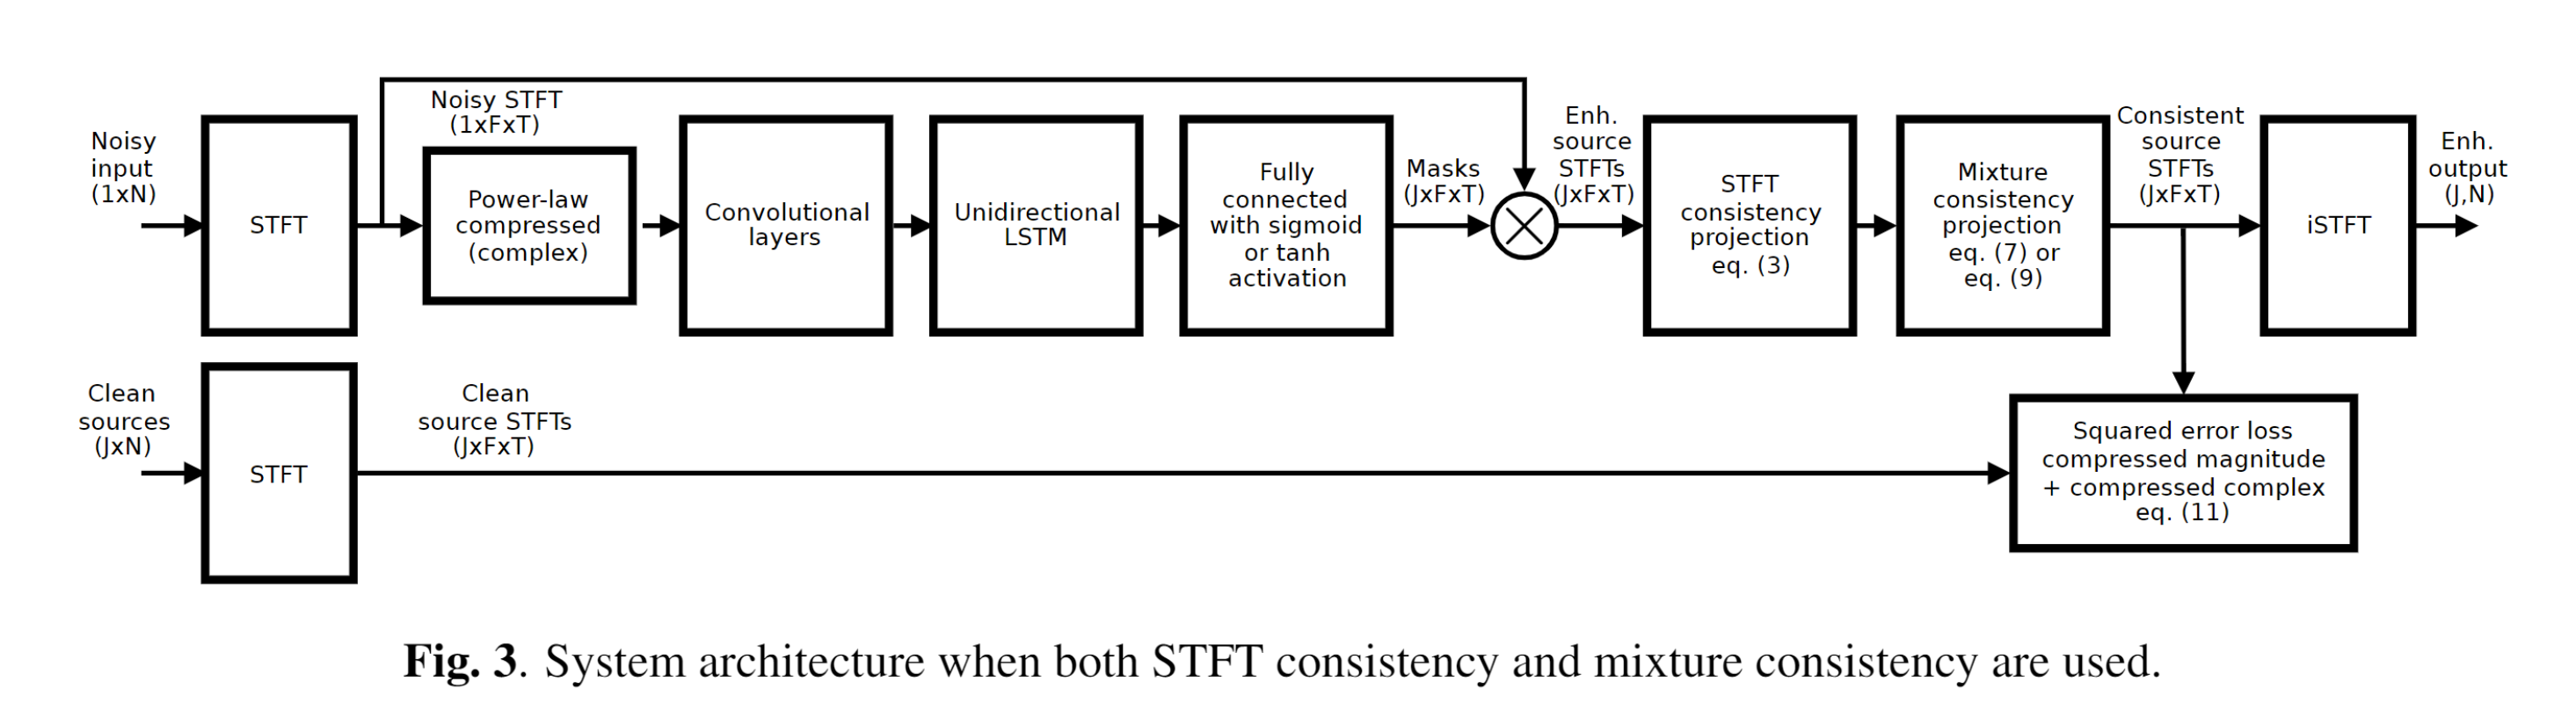 Noisy
input
(1xN)
STFT
Noisy STFT
(1xFxT)
Power-law
compressed
(complex)
Convolutional
layers
Unidirectional
LSTM
Fully
connected
with sigmoid
or tanh
activation
Masks
(JxFxT)
Enh.
source
STFTs
(JxFxT)
STFT
consistency
projection
eq. (3)
Mixture
consistency
projection
eq. (7) or
eq. (9)
Consistent
source
STFTs
(JxFxT)
iSTFT
Enh.
output
(J,N)
Clean
sources
(JxN)
STFT
Clean
source STFTs
(JxFxT)
Squared error loss
compressed magnitude
+ compressed complex
eq. (11)
Fig. 3. System architecture when both STFT consistency and mixture consistency are used.